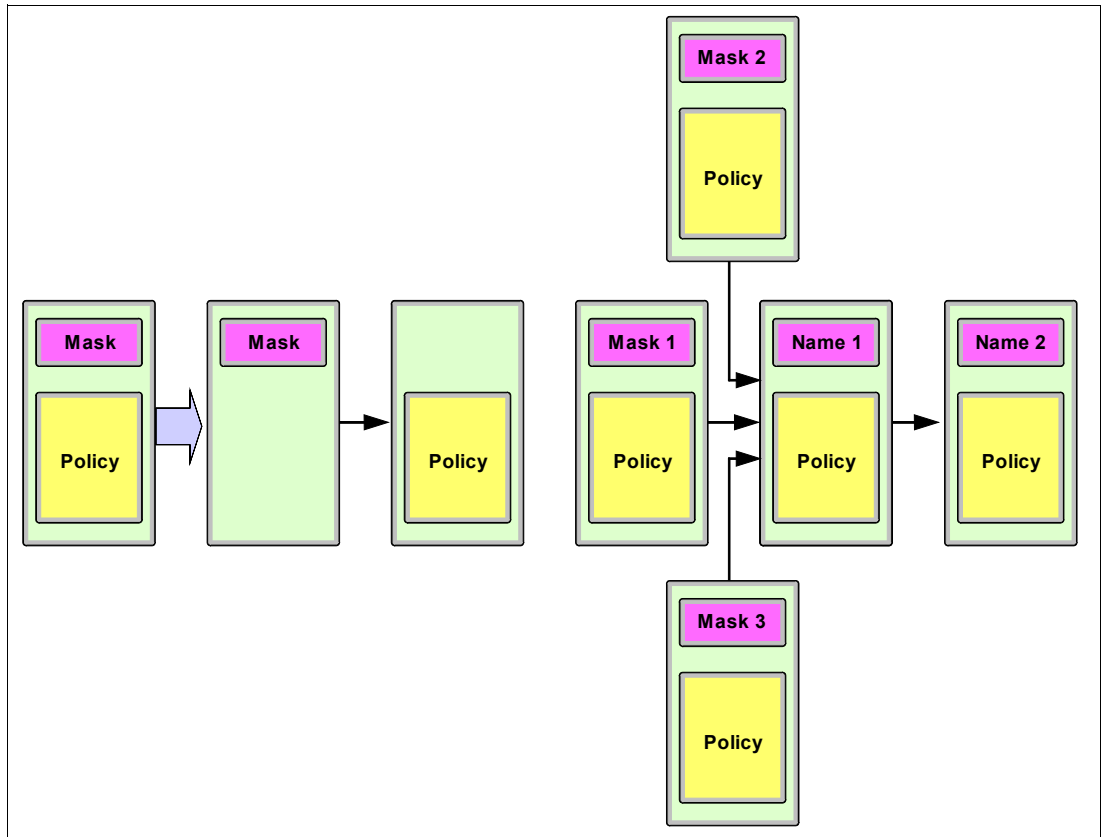 Mask 2
Policy
Mask
Policy
Mask
Policy
Mask 1
Policy
Name 1
Policy
Name 2
Policy
Mask 3
Policy